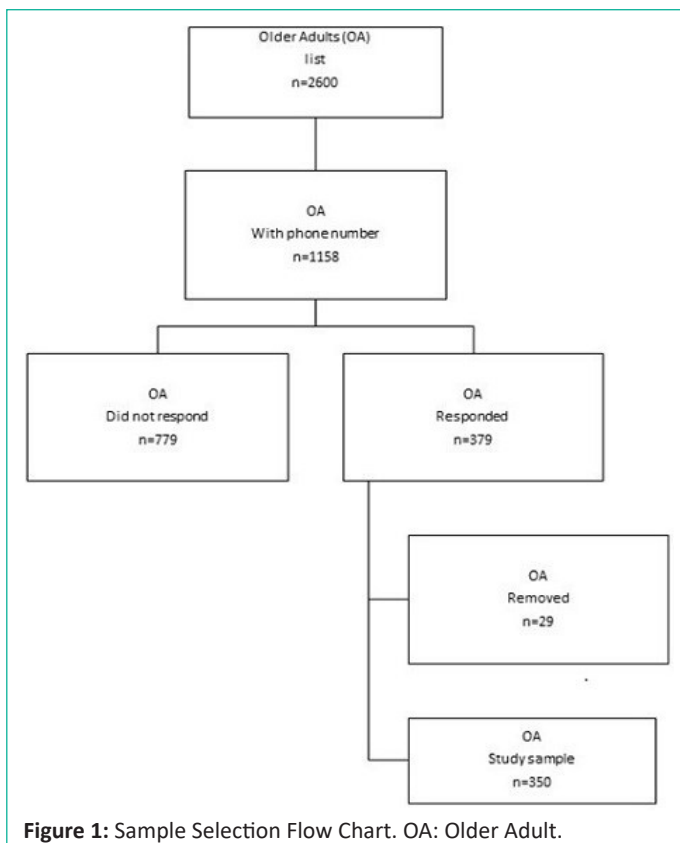 Older Adults (OA)
list
n=2600
OA
With phone number
n=1158
OA
Did not respond
n=779
OA
Responded
n=379
OA
Removed
n=29
OA
Study sample
n=350
Figure 1: Sample Selection Flow Chart. OA: Older Adult.